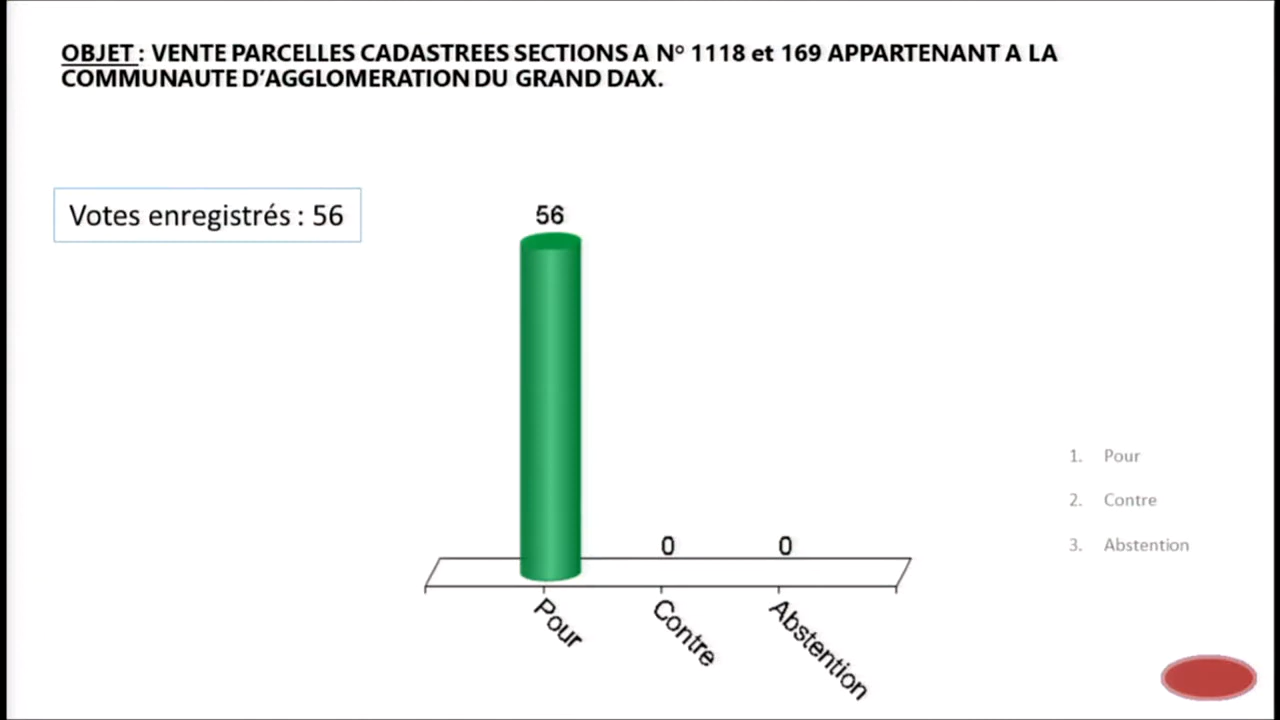 OBJET : VENTE PARCELLES CADASTREES SECTIONS A N° 1118 et 169 APPARTENANT A LA
COMMUNAUTE D’AGGLOMERATION DU GRAND DAX.
Votes enregistrés : 56
56
0
0
Pour
Contre
Abstention
1. Pour
2. Contre
3. Abstention